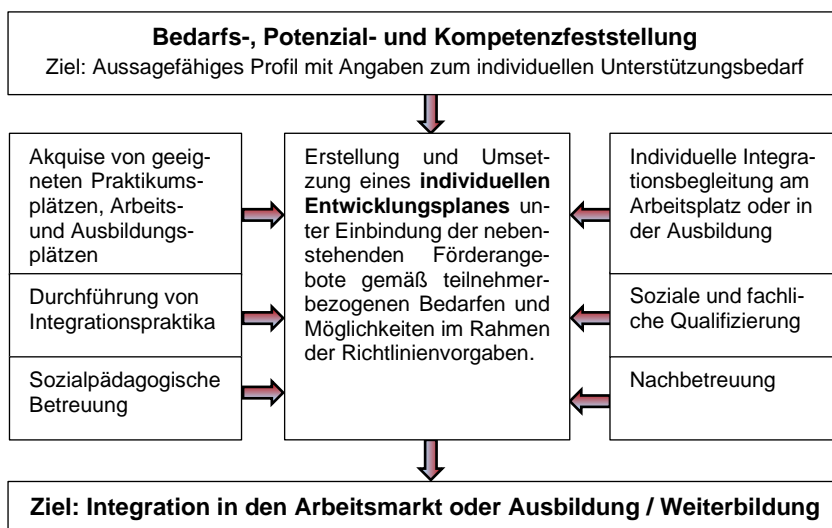 Bedarfs-, Potenzial- und Kompetenzfeststellung
Ziel: Aussagefähiges Profil mit Angaben zum individuellen Unterstützungsbedarf
Akquise von geeig-
neten Praktikums-
plätzen, Arbeits-
und Ausbildungs-
plätzen
Durchführung von
Integrationspraktika
Sozialpädagogische
Betreuung
Erstellung und Umset-
zung eines individuellen
Entwicklungsplanes un-
ter Einbindung der neben-
stehenden Förderange-
bote gemäß teilnehmer-
bezogenen Bedarfen und
Möglichkeiten im Rahmen
der Richtlinienvorgaben.
Individuelle Integra-
tionsbegleitung am
Arbeitsplatz oder in
der Ausbildung
Soziale und fachli-
che Qualifizierung
Nachbetreuung
Ziel: Integration in den Arbeitsmarkt oder Ausbildung / Weiterbildung